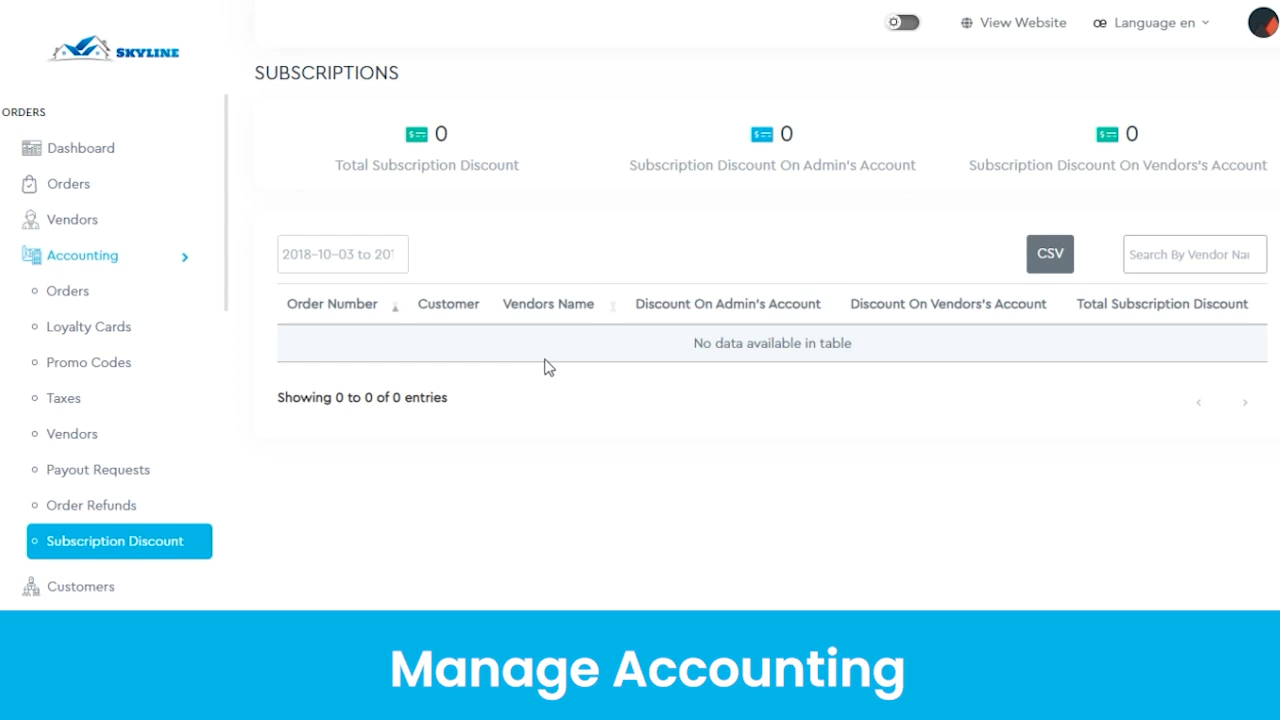 SKYLINE
View Website
Language en
SUBSCRIPTIONS
ORDERS
0
Total Subscription Discount
0
Subscription Discount On Admin's Account
0
Subscription Discount On Vendors's Account
Dashboard
Orders
Vendors
Accounting
Orders
Loyalty Cards
Promo Codes
Taxes
Vendors
Payout Requests
Order Refunds
Subscription Discount
Customers
2018-10-03 to 201
CSV
Search By Vendor Nar
Order Number Customer Vendors Name Discount On Admin's Account Discount On Vendors's Account Total Subscription Discount
No data available in table
Showing 0 to 0 of 0 entries
Manage Accounting